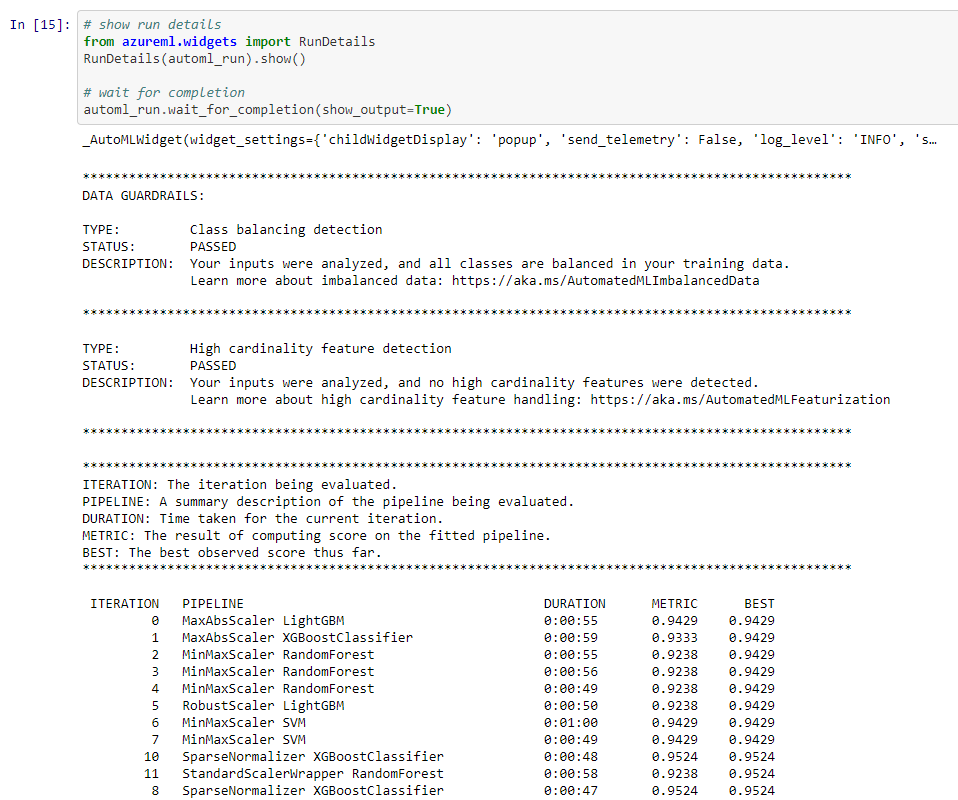 In [15]: # show run details
from azureml.widgets import RunDetails
RunDetails(automl_run).show()
# wait for completion
automl_run.wait_for_completion(show_output=True)
_AutoMLWidget(widget_settings={'childWidgetDisplay': 'popup', 'send_telemetry': False, 'log_level': 'INFO', 's…
****************************************************************************************************
DATA GUARDRAILS:
TYPE: Class balancing detection
STATUS: PASSED
DESCRIPTION: Your inputs were analyzed, and all classes are balanced in your training data.
Learn more about imbalanced data: https://aka.ms/AutomatedMLImbalancedData
****************************************************************************************************
TYPE: High cardinality feature detection
STATUS: PASSED
DESCRIPTION: Your inputs were analyzed, and no high cardinality features were detected.
Learn more about high cardinality feature handling: https://aka.ms/AutomatedMLFeaturization
****************************************************************************************************
****************************************************************************************************
ITERATION: The iteration being evaluated.
PIPELINE: A summary description of the pipeline being evaluated.
DURATION: Time taken for the current iteration.
METRIC: The result of computing score on the fitted pipeline.
BEST: The best observed score thus far.
****************************************************************************************************
ITERATION PIPELINE DURATION METRIC BEST
0 MaxAbsScaler LightGBM 0:00:55 0.9429 0.9429
1 MaxAbsScaler XGBoostClassifier 0:00:59 0.9333 0.9429
2 MinMaxScaler RandomForest 0:00:55 0.9238 0.9429
3 MinMaxScaler RandomForest 0:00:56 0.9238 0.9429
4 MinMaxScaler RandomForest 0:00:49 0.9238 0.9429
5 RobustScaler LightGBM 0:00:50 0.9238 0.9429
6 MinMaxScaler SVM 0:01:00 0.9429 0.9429
7 MinMaxScaler SVM 0:00:49 0.9429 0.9429
10 SparseNormalizer XGBoostClassifier 0:00:48 0.9524 0.9524
11 StandardScalerWrapper RandomForest 0:00:58 0.9238 0.9524
8 SparseNormalizer XGBoostClassifier 0:00:47 0.9524 0.9524